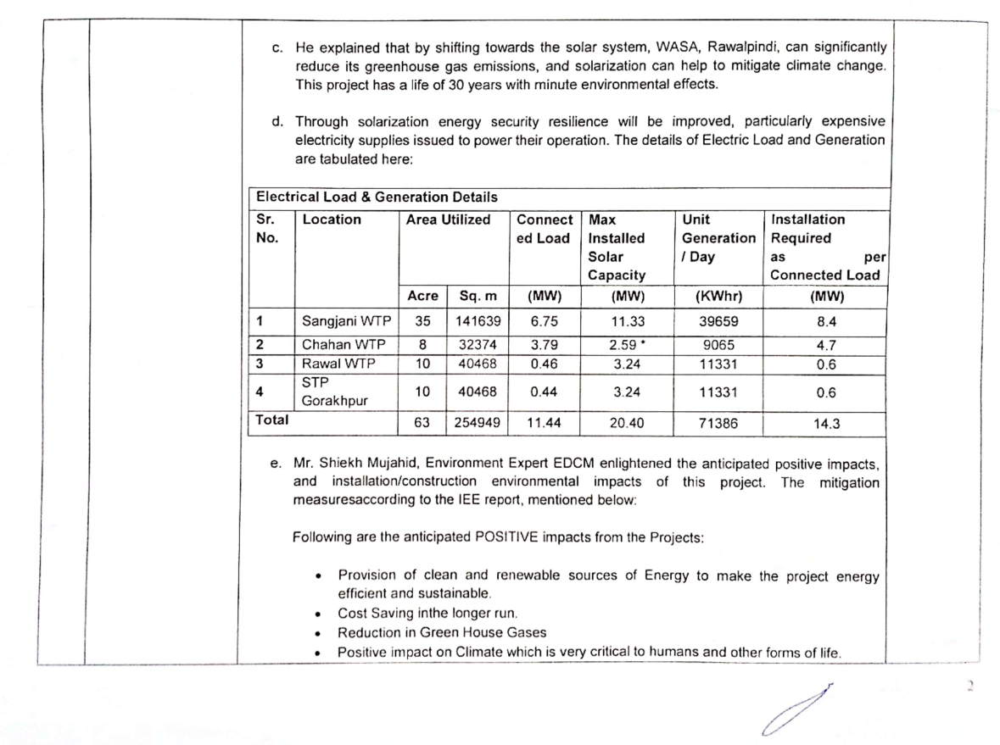 c. He explained that by shifting towards the solar system, WASA, Rawalpindi, can significantly
reduce its greenhouse gas emissions, and solarization can help to mitigate climate change.
This project has a life of 30 years with minute environmental effects.
d. Through solarization energy security resilience will be improved, particularly expensive
electricity supplies issued to power their operation. The details of Electric Load and Generation
are tabulated here:
Electrical Load & Generation Details
Sr. Location Area Utilized Connect Max Unit Installation
No. ed Load Installed Generation Required
Solar / Day as per
Capacity Connected Load
Acre Sq. m (MW) (MW) (KWhr) (MW)
1 Sangjani WTP 35 141639 6.75 11.33 39659 8.4
2 Chahan WTP 8 32374 3.79 2.59 * 9065 4.7
3 Rawal WTP 10 40468 0.46 3.24 11331 0.6
STP
4 10 40468 0.44 3.24 11331 0.6
Gorakhpur
Total 63 254949 11.44 20.40 71386 14.3
e. Mr. Shiekh Mujahid, Environment Expert EDCM enlightened the anticipated positive impacts,
and installation/construction environmental impacts of this project. The mitigation
measuresaccording to the IEE report, mentioned below:
Following are the anticipated POSITIVE impacts from the Projects:
• Provision of clean and renewable sources of Energy to make the project energy
efficient and sustainable.
• Cost Saving inthe longer run.
• Reduction in Green House Gases
• Positive impact on Climate which is very critical to humans and other forms of life.
2